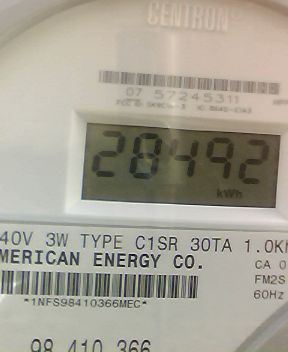 CENTRON®
07 57245311
28492
kWh
40V 3W TYPE C1SR 30TA 1.0K
MERICAN ENERGY CO. CA 0
FM2S
*1NFS98410366MEC* 60Hz
98 410 366